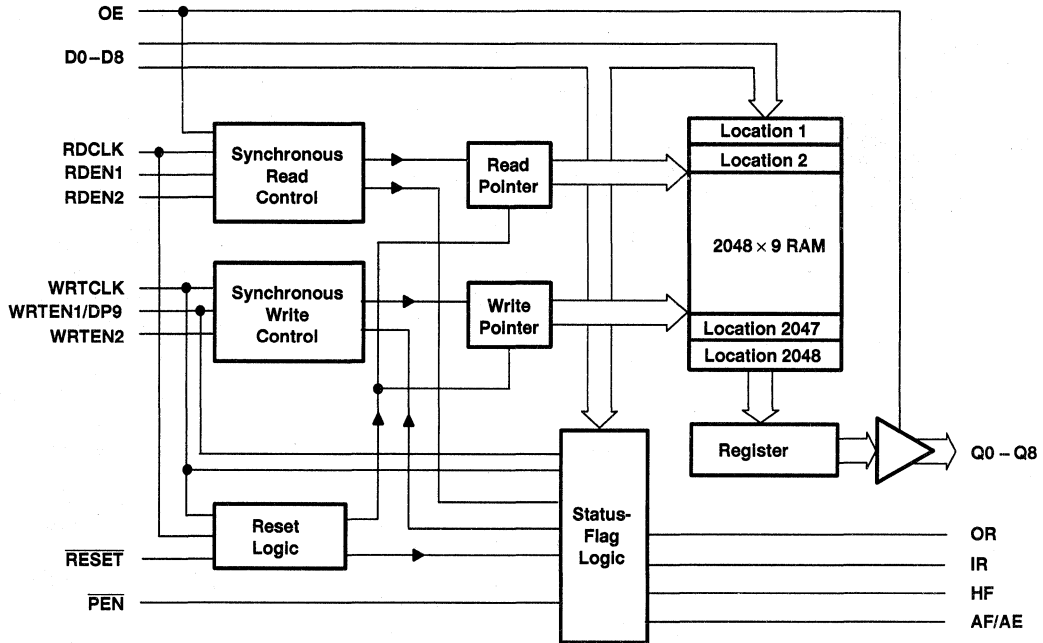 OE
D0–D8
RDCLK
RDEN1
RDEN2
Synchronous
Read
Control
Read
Pointer
Location 1
Location 2
2048 × 9 RAM
Location 2047
Location 2048
WRTCLK
WRTEN1/DP9
WRTEN2
Synchronous
Write
Control
Write
Pointer
Register
Q0–Q8
Reset
Logic
RESET
PEN
Status-
Flag
Logic
OR
IR
HF
AF/AE